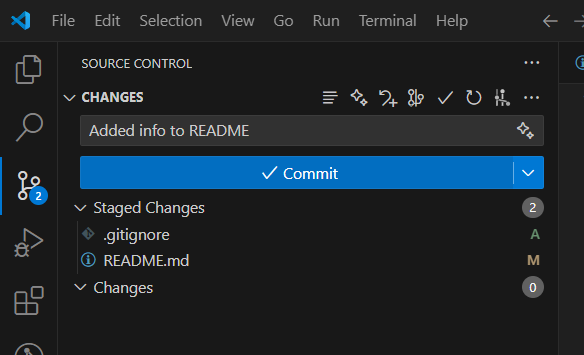 File Edit Selection View Go Run Terminal Help
SOURCE CONTROL
CHANGES
Added info to README
Commit
2
Staged Changes 2
.gitignore A
README.md M
Changes 0